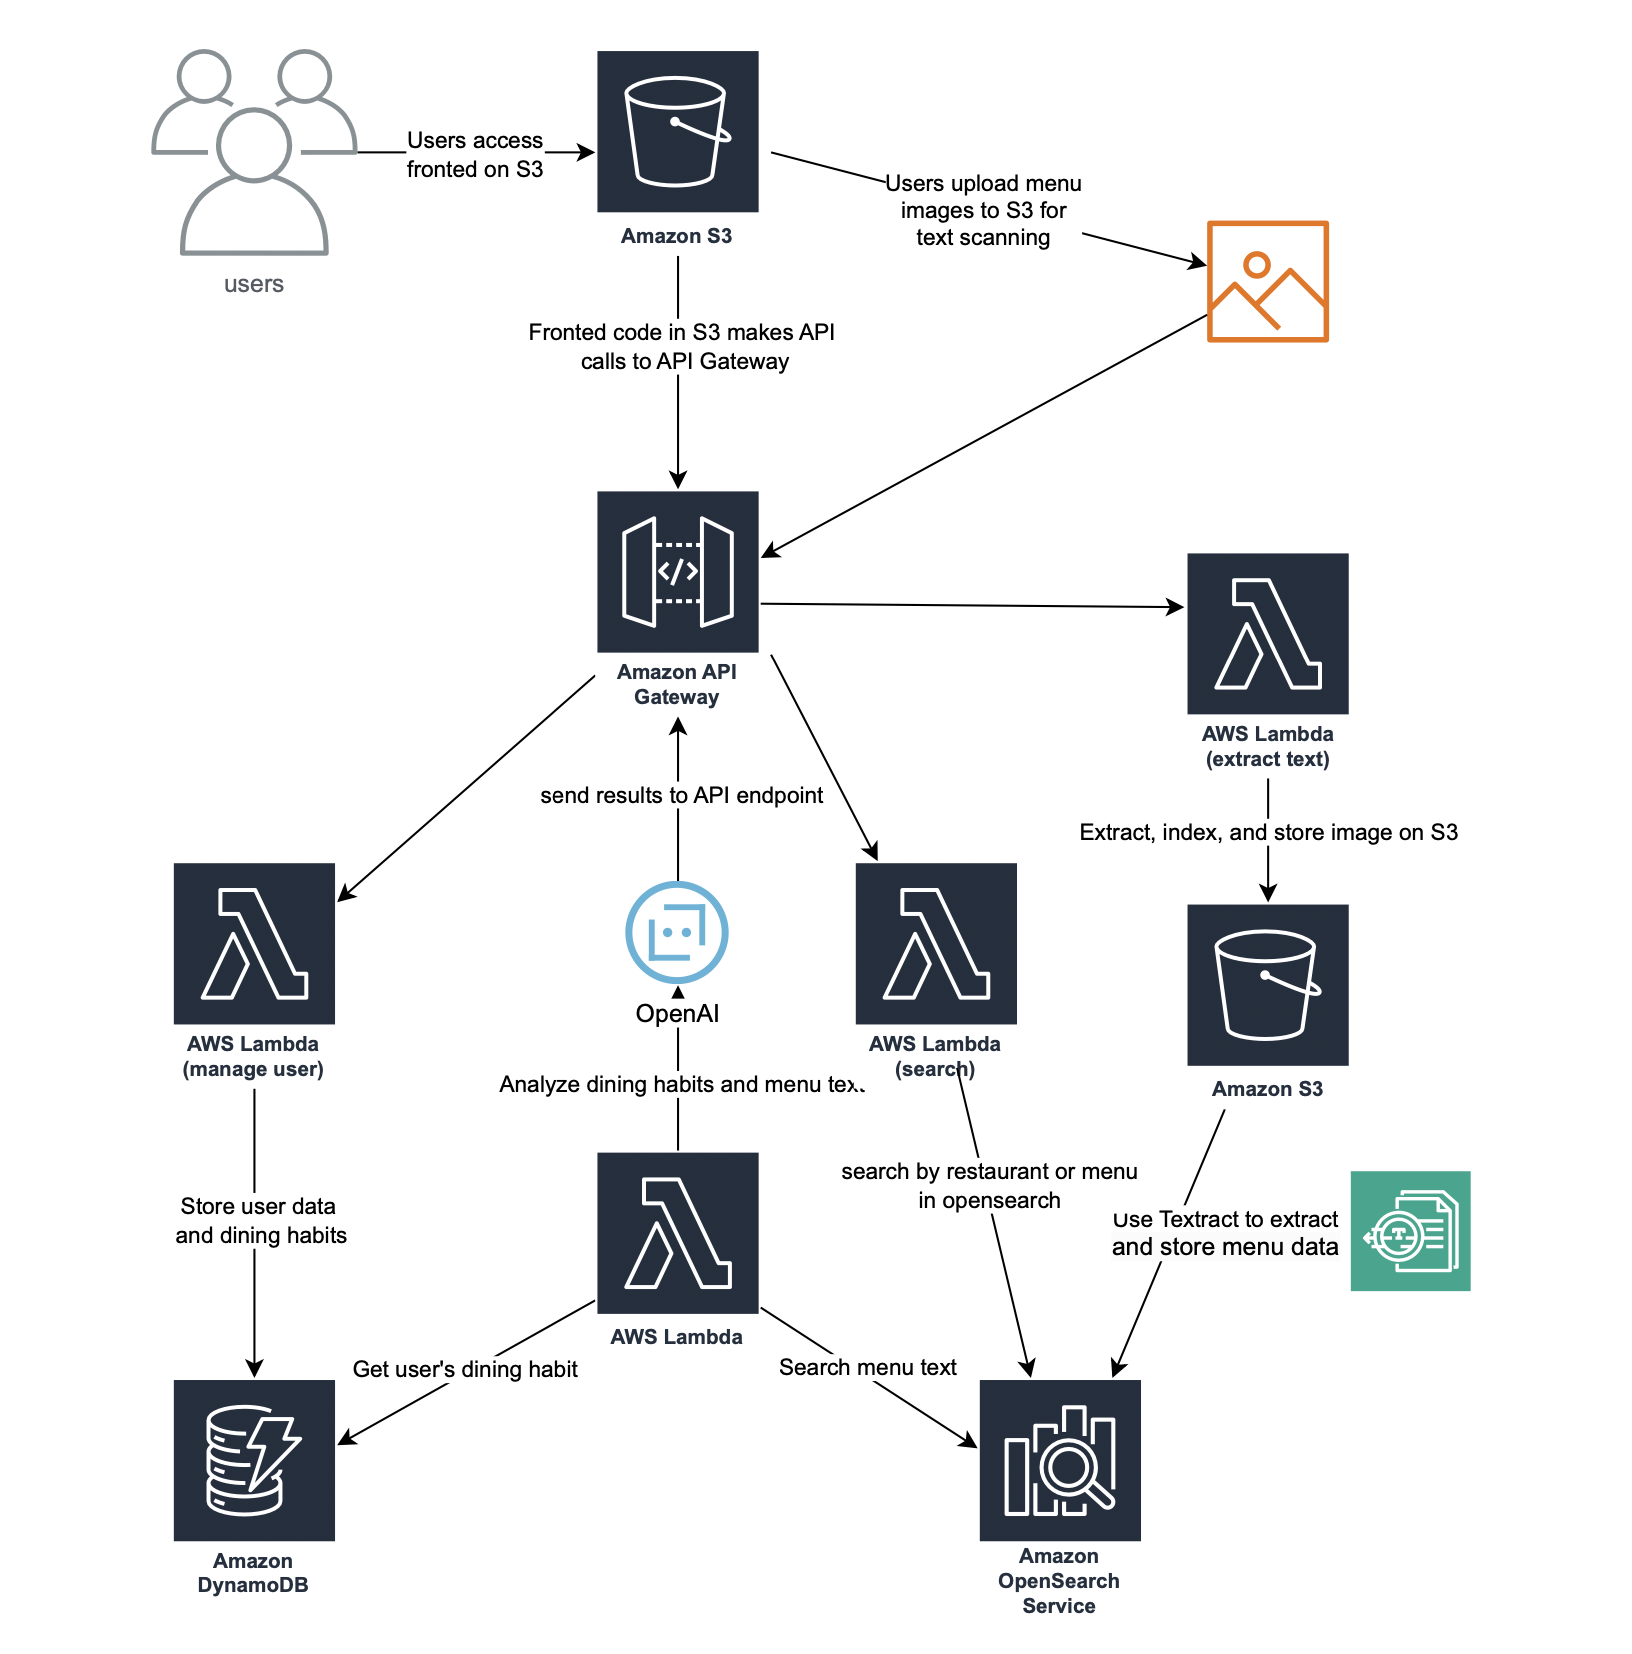 Users access
fronted on S3
users
Amazon S3
Users upload menu
images to S3 for
text scanning
Fronted code in S3 makes API
calls to API Gateway
Amazon API
Gateway
AWS Lambda
(extract text)
send results to API endpoint
Extract, index, and store image on S3
AWS Lambda
(manage user)
OpenAI
AWS Lambda
(search)
Analyze dining habits and menu text
Amazon S3
search by restaurant or menu
in opensearch
Store user data
and dining habits
Use Textract to extract
and store menu data
T
AWS Lambda
Get user's dining habit
Search menu text
Amazon
DynamoDB
Amazon
OpenSearch
Service